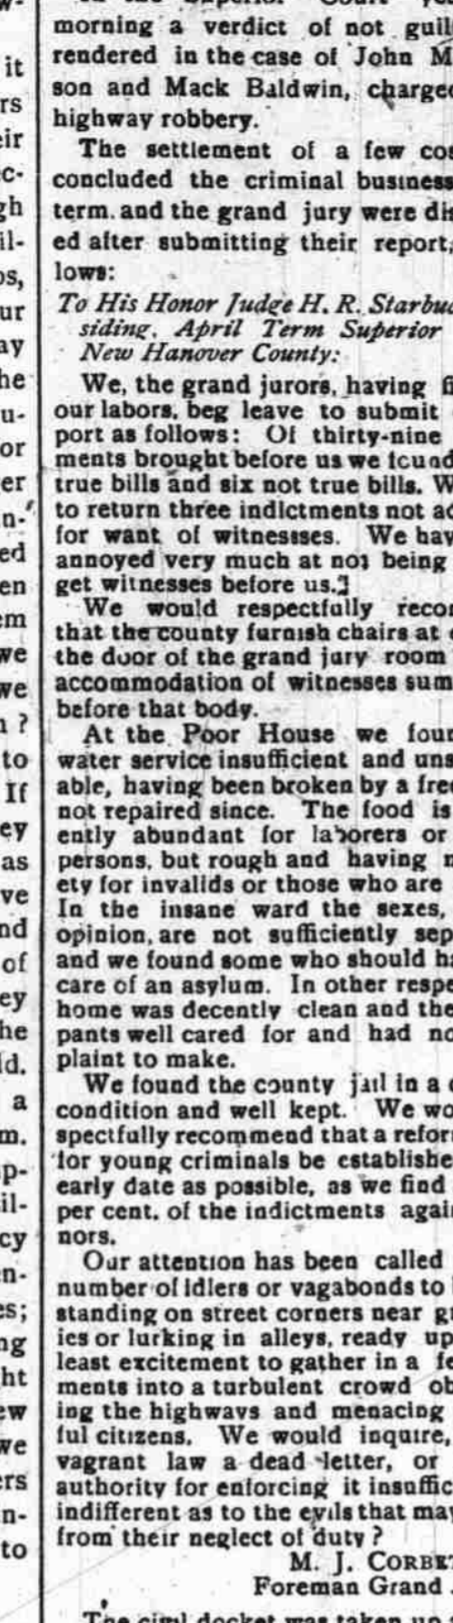 morning a verdict of not guil
rendered in the case of John M
son and Mack Baldwin, charged
highway robbery.
The settlement of a few cos
concluded the criminal business
term. and the grand jury were dis
ed after submitting their report,
lows:
To His Honor Judge H. R. Starbuc
siding, April Term Superior
New Hanover County:
We, the grand jurors, having fi
our labors, beg leave to submit
port as follows: Of thirty-nine
ments brought before us we found
true bills and six not true bills. W
to return three indictments not ac
for want of witnesses. We hav
annoyed very much at not being
get witnesses before us.
We would respectfully recom
that the county furnish chairs at
the door of the grand jury room
accommodation of witnesses sum
before that body.
At the Poor House we foun
water service insufficient and uns
able, having been broken by a free
not repaired since. The food is
ently abundant for laborers or
persons, but rough and having n
ety for invalids or those who are
In the insane ward the sexes,
opinion, are not sufficiently sep
and we found some who should ha
care of an asylum. In other respe
home was decently clean and the
pants well cared for and had no
plaint to make.
We found the county jail in a
condition and well kept. We wo
spectfully recommend that a refor
for young criminals be establishe
early date as possible, as we find
per cent. of the indictments agai
nors.
Our attention has been called
number of idlers or vagabonds to
standing on street corners near g
ies or lurking in alleys, ready up
least excitement to gather in a fe
ments into a turbulent crowd ob
ing the highways and menacing
ful citizens. We would inquire,
vagrant law a dead letter, or
authority for enforcing it insuffic
indifferent as to the evils that may
from their neglect of duty?
M. J. CORBET
Foreman Grand
The civil docket was taken up